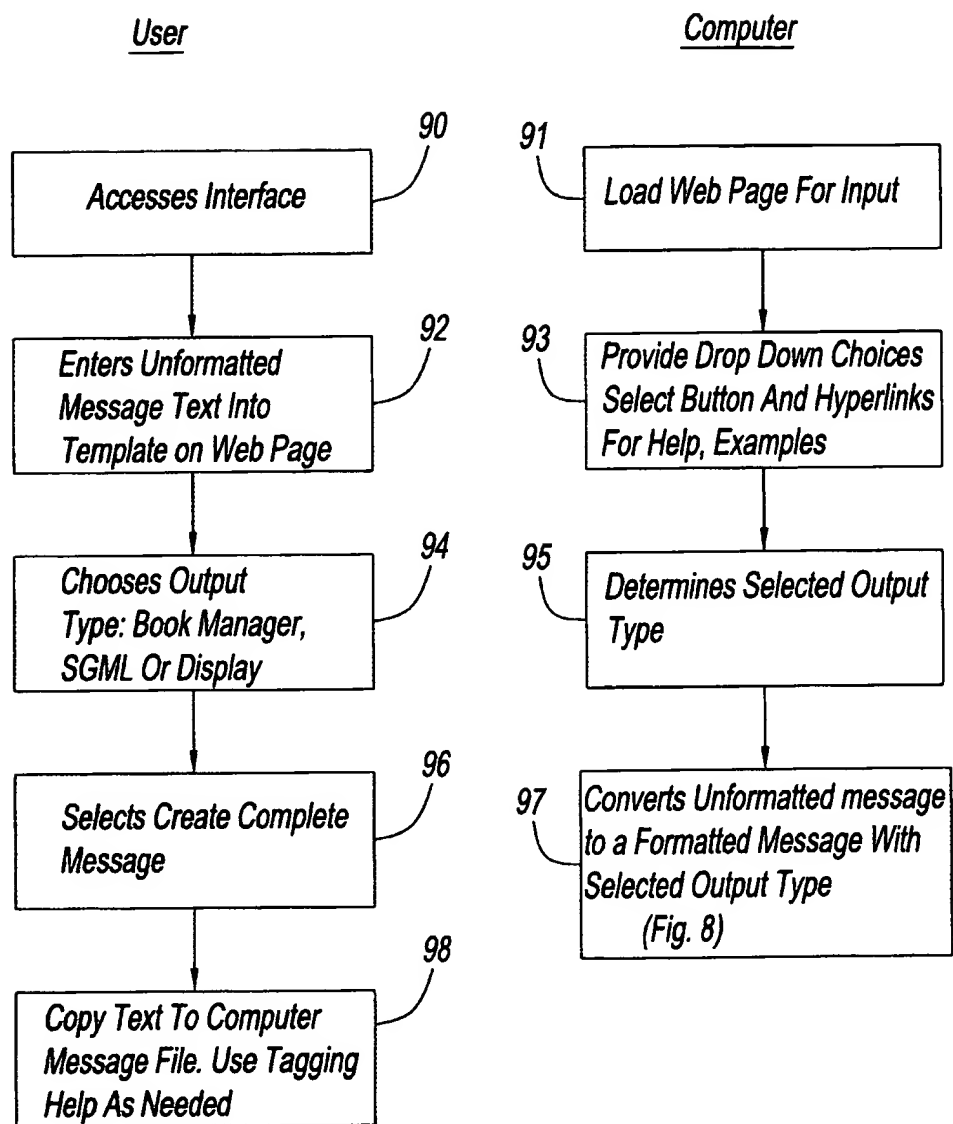 User
Computer
90
Accesses Interface
91
Load Web Page For Input
92
Enters Unformatted
Message Text Into
Template on Web Page
93
Provide Drop Down Choices
Select Button And Hyperlinks
For Help, Examples
94
Chooses Output
Type: Book Manager,
SGML Or Display
95
Determines Selected Output
Type
96
Selects Create Complete
Message
97
Converts Unformatted message
to a Formatted Message With
Selected Output Type
(Fig. 8)
98
Copy Text To Computer
Message File. Use Tagging
Help As Needed